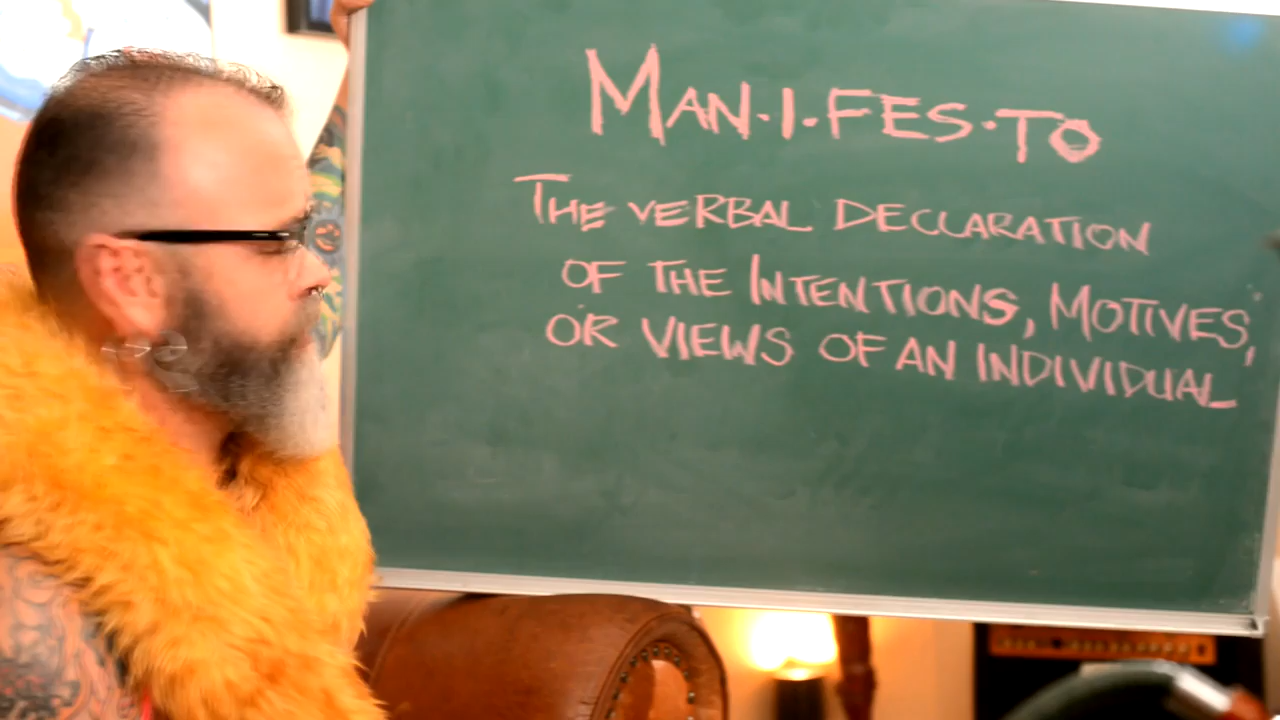 MAN·I·FES·TO
THE VERBAL DECLARATION
OF THE INTENTIONS, MOTIVES,
OR VIEWS OF AN INDIVIDUAL